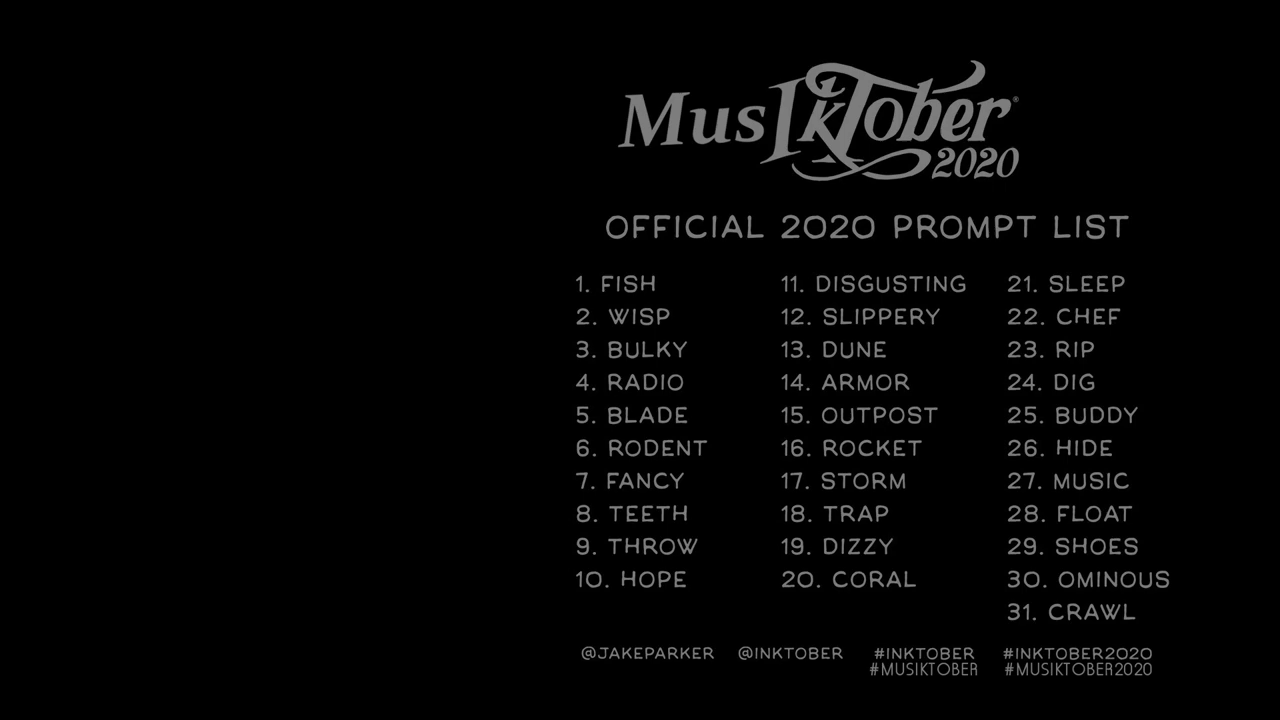 MusIkTober®
2020
OFFICIAL 2020 PROMPT LIST
1. FISH
2. WISP
3. BULKY
4. RADIO
5. BLADE
6. RODENT
7. FANCY
8. TEETH
9. THROW
10. HOPE
11. DISGUSTING
12. SLIPPERY
13. DUNE
14. ARMOR
15. OUTPOST
16. ROCKET
17. STORM
18. TRAP
19. DIZZY
20. CORAL
21. SLEEP
22. CHEF
23. RIP
24. DIG
25. BUDDY
26. HIDE
27. MUSIC
28. FLOAT
29. SHOES
30. OMINOUS
31. CRAWL
@JAKEPARKER @INKTOBER #INKTOBER #INKTOBER2020
#MUSIKTOBER #MUSIKTOBER2020